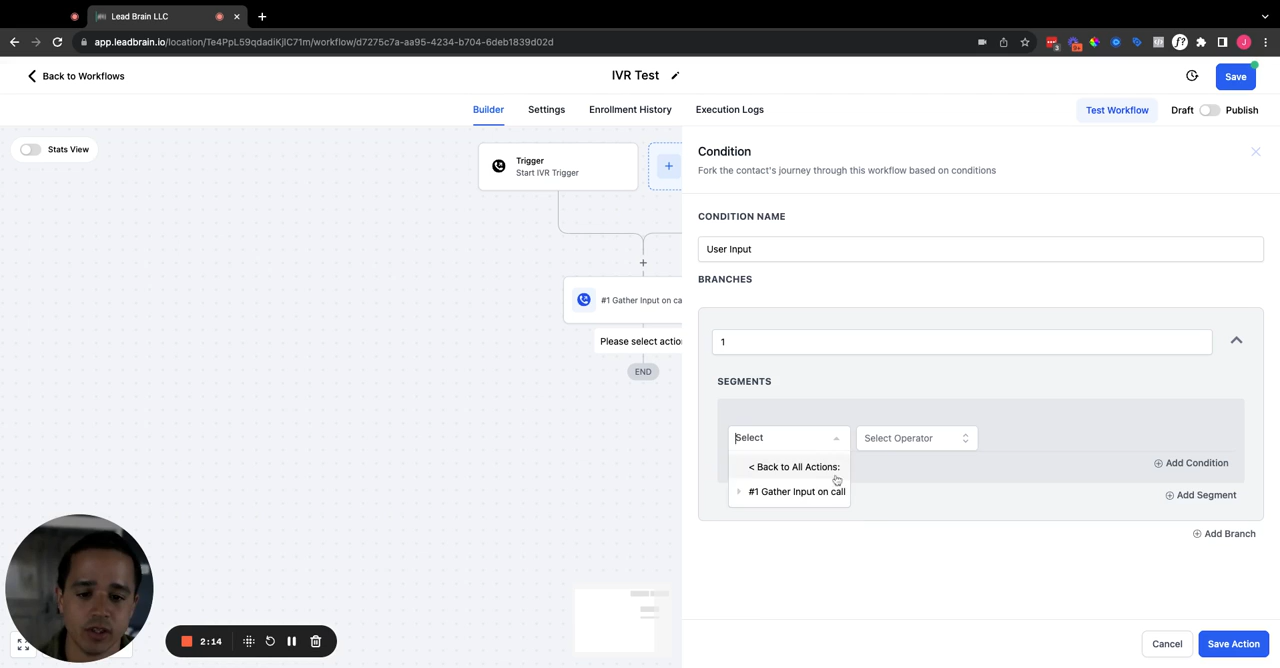 Lead Brain LLC
app.leadbrain.io/location/Te4PpL59qdadiKjIC71m/workflow/d7275c7a-aa95-4234-b704-6deb1839d02d
Back to Workflows
IVR Test
Save
Builder
Settings
Enrollment History
Execution Logs
Test Workflow
Draft
Publish
Stats View
Trigger
Start IVR Trigger
+
+
#1 Gather Input on ca
Please select action
END
Condition
Fork the contact's journey through this workflow based on conditions
CONDITION NAME
User Input
BRANCHES
1
SEGMENTS
Select
Select Operator
< Back to All Actions:
#1 Gather Input on call
Add Condition
Add Segment
Add Branch
2:14
Cancel
Save Action